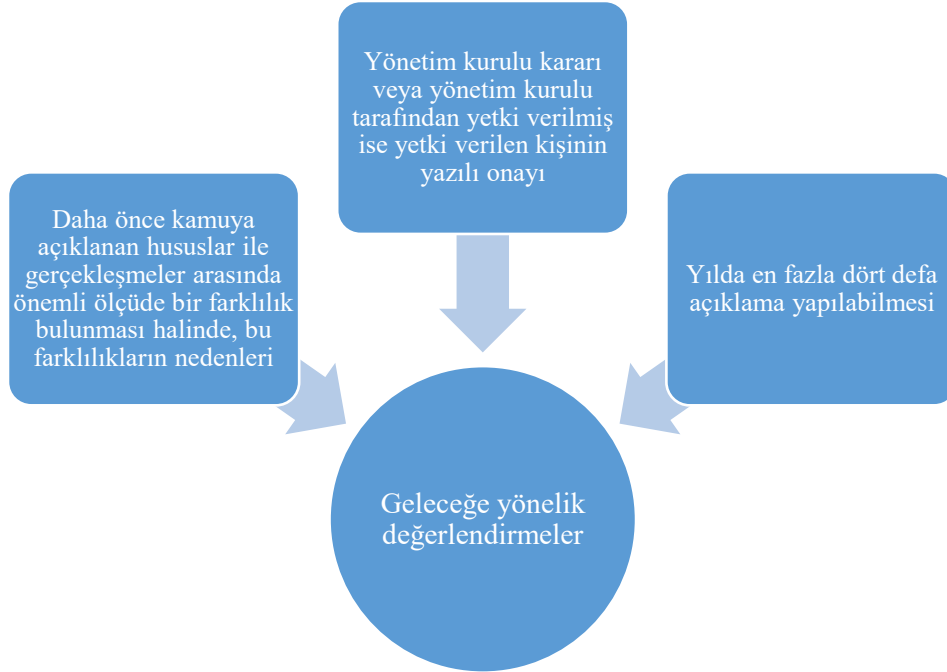 Yönetim kurulu kararı
veya yönetim kurulu
tarafından yetki verilmiş
ise yetki verilen kişinin
yazılı onayı
Daha önce kamuya
açıklanan hususlar ile
gerçekleşmeler arasında
önemli ölçüde bir farklılık
bulunması halinde, bu
farklılıkların nedenleri
Yılda en fazla dört defa
açıklama yapılabilmesi
Geleceğe yönelik
değerlendirmeler